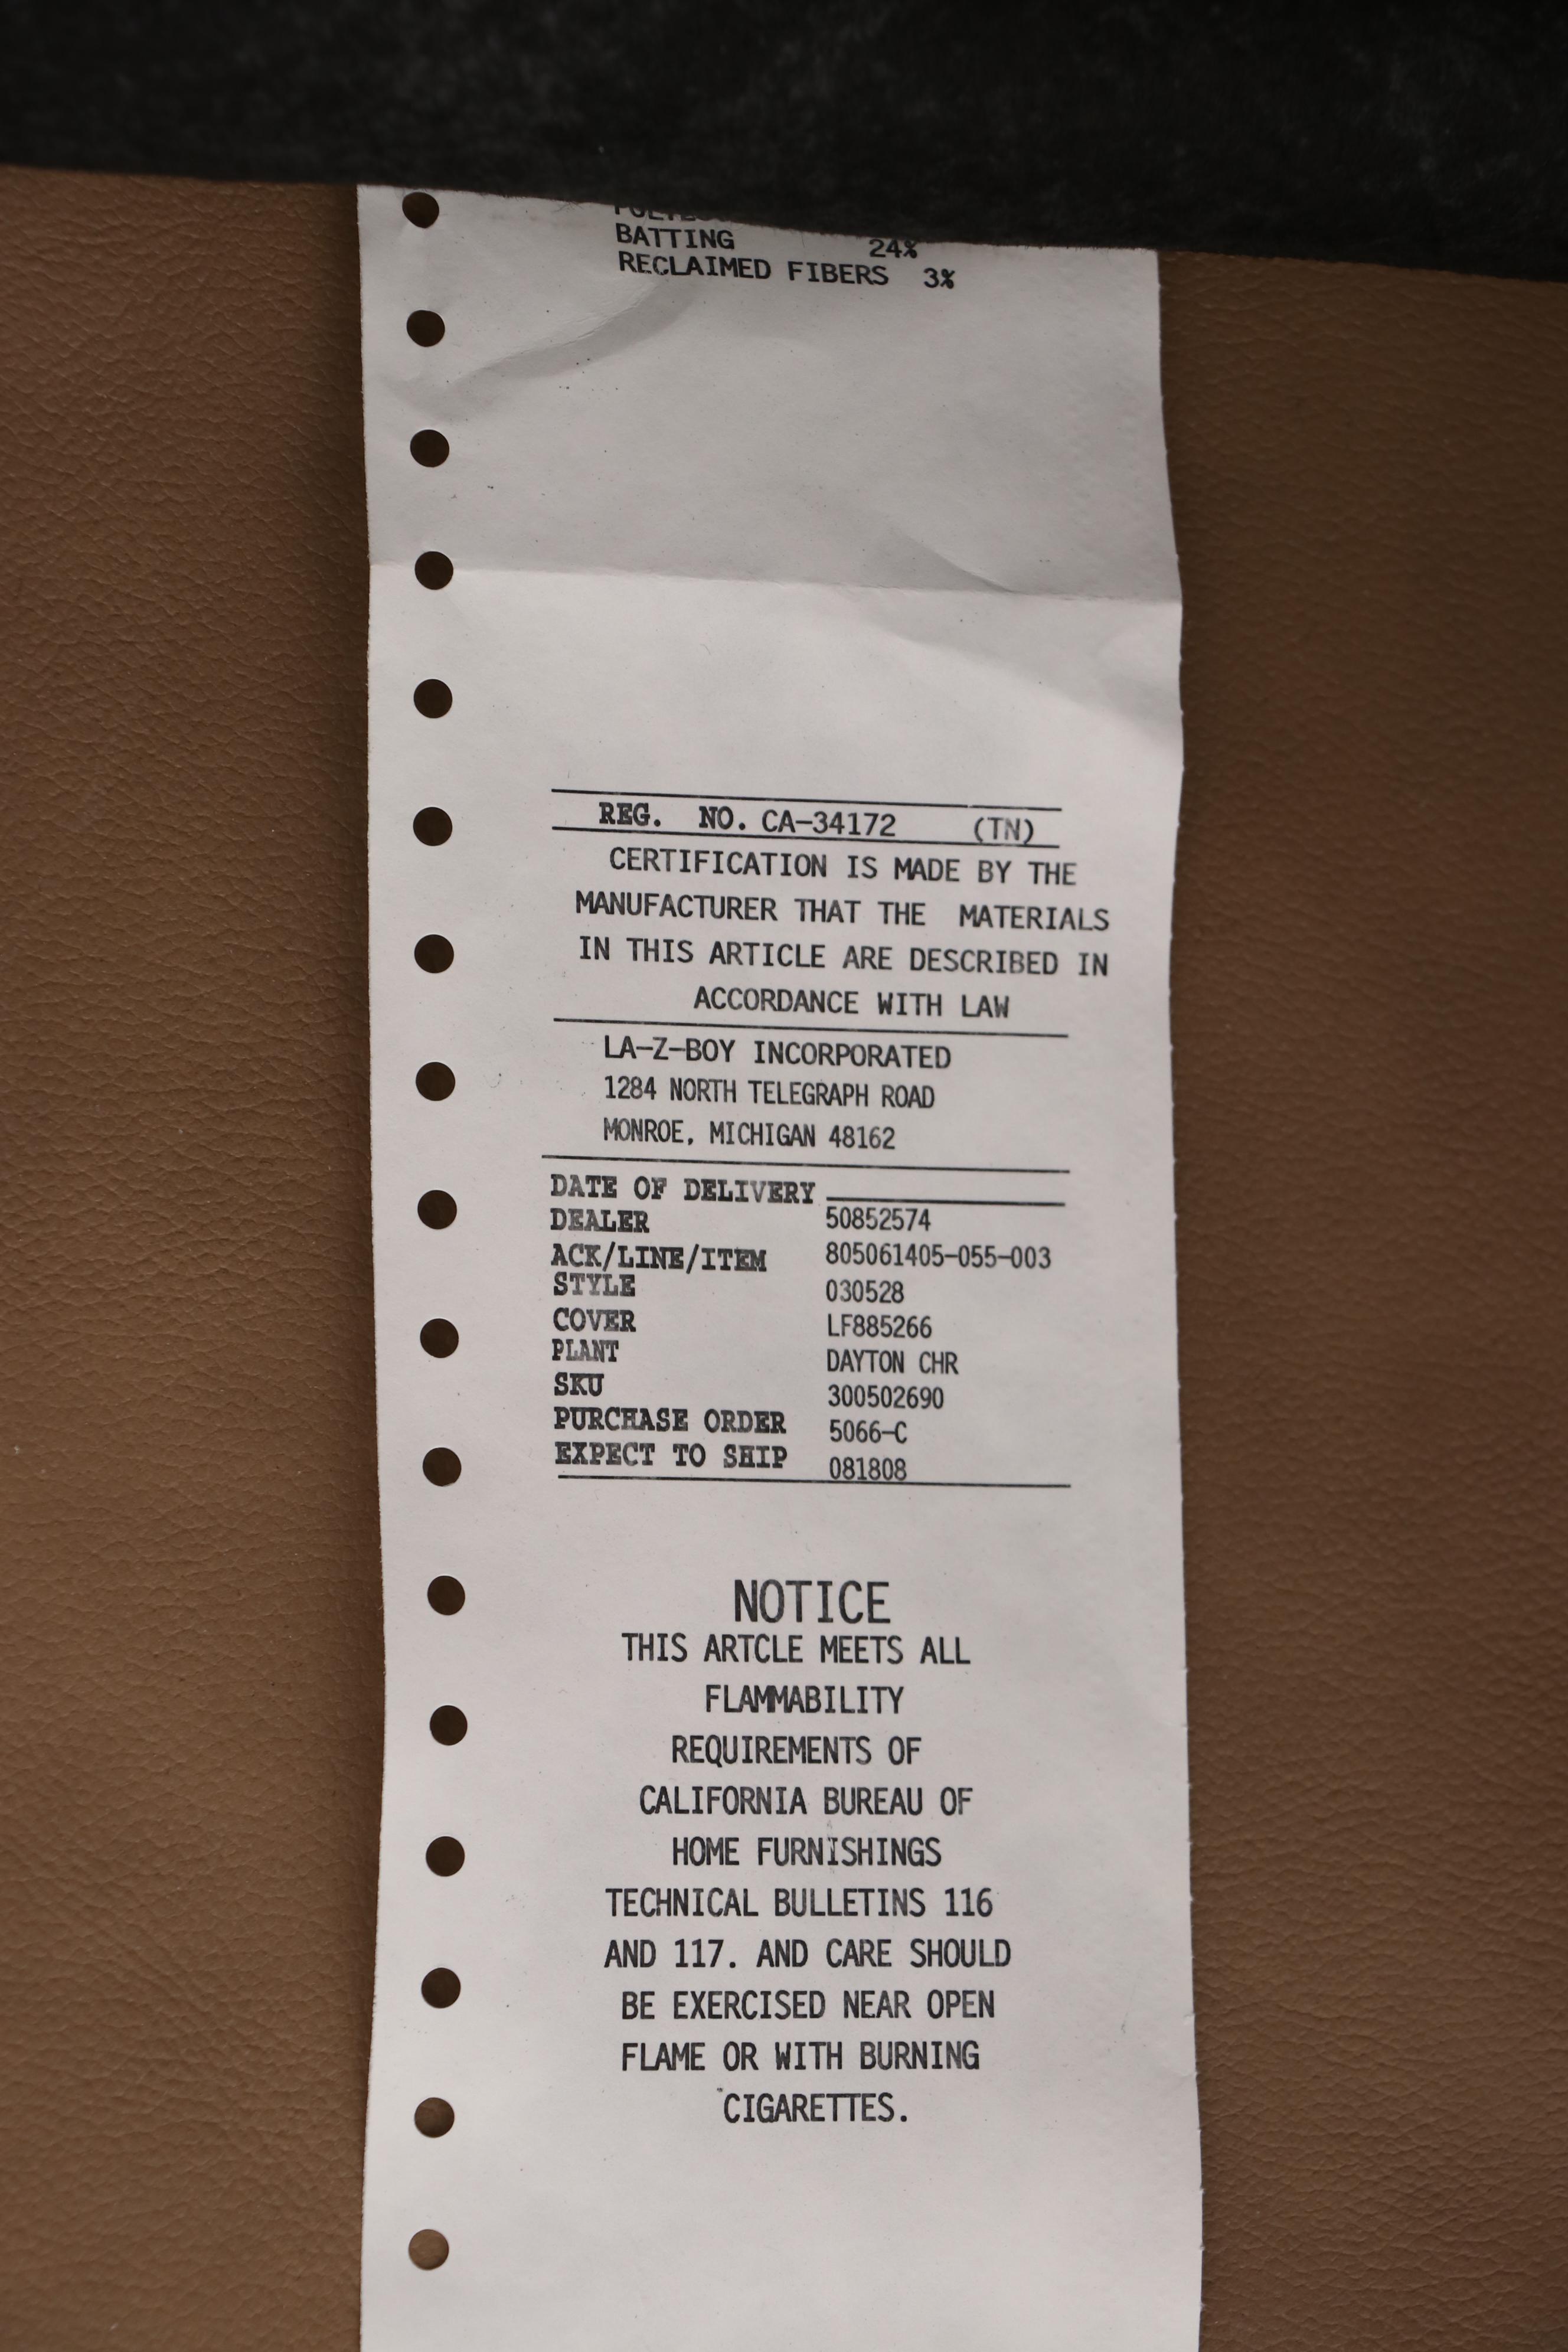 BATTING 24%
RECLAIMED FIBERS 3%
REG. NO. CA-34172 (TN)
CERTIFICATION IS MADE BY THE
MANUFACTURER THAT THE MATERIALS
IN THIS ARTICLE ARE DESCRIBED IN
ACCORDANCE WITH LAW
LA-Z-BOY INCORPORATED
1284 NORTH TELEGRAPH ROAD
MONROE, MICHIGAN 48162
DATE OF DELIVERY
DEALER 50852574
ACK/LINE/ITEM 805061405-055-003
STYLE 030528
COVER LF885266
PLANT DAYTON CHR
SKU 300502690
PURCHASE ORDER 5066-C
EXPECT TO SHIP 081808
NOTICE
THIS ARTCLE MEETS ALL
FLAMMABILITY
REQUIREMENTS OF
CALIFORNIA BUREAU OF
HOME FURNISHINGS
TECHNICAL BULLETINS 116
AND 117. AND CARE SHOULD
BE EXERCISED NEAR OPEN
FLAME OR WITH BURNING
CIGARETTES.